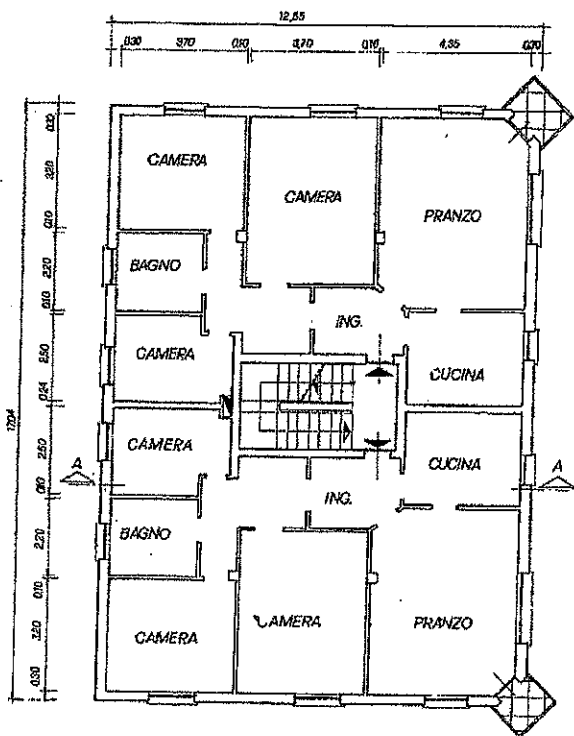 12,55
0,30 3,70 0,10 3,70 0,10 4,35 0,30
0,30
3,20
0,10
2,20
0,10
2,50
0,24
2,50
0,10
2,20
0,10
3,20
0,30
17,04
CAMERA
CAMERA
PRANZO
BAGNO
ING.
CAMERA
CUCINA
CAMERA
CUCINA
A
A
ING.
BAGNO
CAMERA
CAMERA
PRANZO